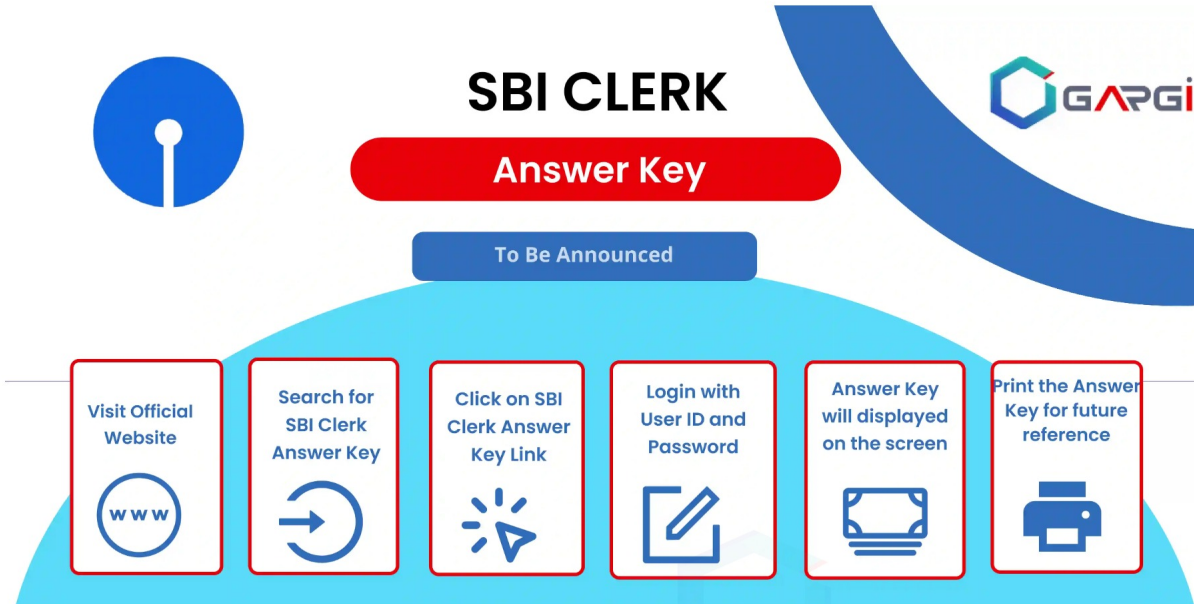 SBI CLERK
GARGI
Answer Key
To Be Announced
Visit Official
Website
www
Search for
SBI Clerk
Answer Key
Click on SBI
Clerk Answer
Key Link
Login with
User ID and
Password
Answer Key
will displayed
on the screen
Print the Answer
Key for future
reference